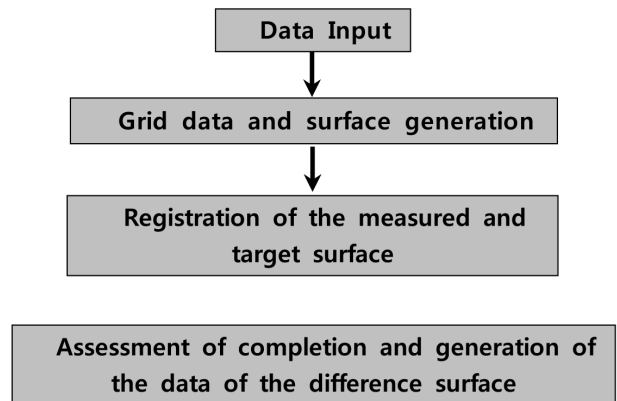 Data Input
Grid data and surface generation
Registration of the measured and
target surface
Assessment of completion and generation of
the data of the difference surface